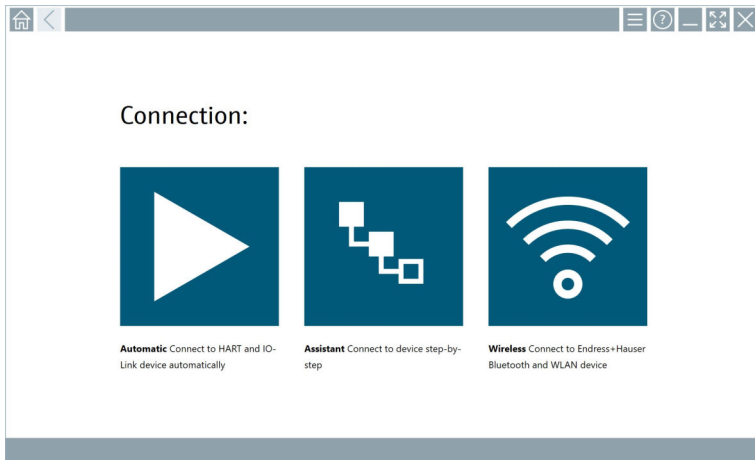 Connection:
Automatic Connect to HART and IO-
Link device automatically
Assistant Connect to device step-by-
step
Wireless Connect to Endress+Hauser
Bluetooth and WLAN device